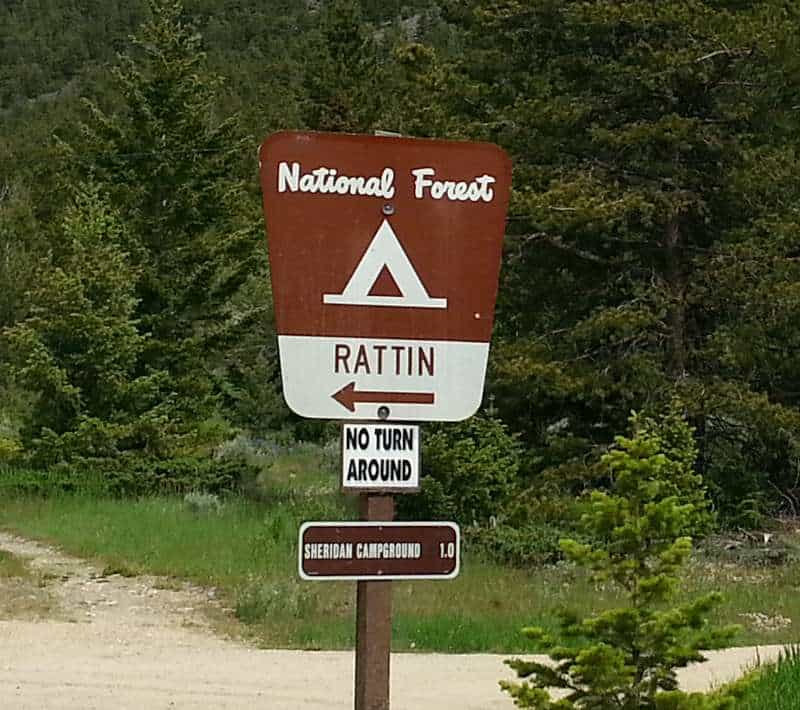 National Forest
RATTIN
NO TURN
AROUND
SHERIDAN CAMPGROUND 1.0